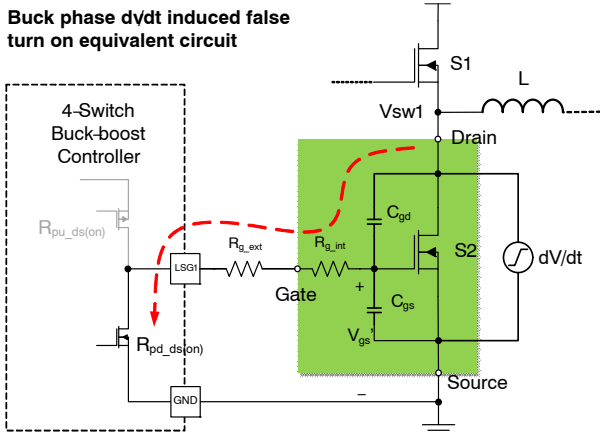 Buck phase dv/dt induced false
turn on equivalent circuit
S1
L
4-Switch
Buck-boost
Controller
Vsw1
Drain
Rpu_ds(on)
Cgd
Rg_ext
Rg_int
S2
dV/dt
LSG1
Gate
+
Cgs
Vgs'
Rpd_ds(on)
Source
GND
–